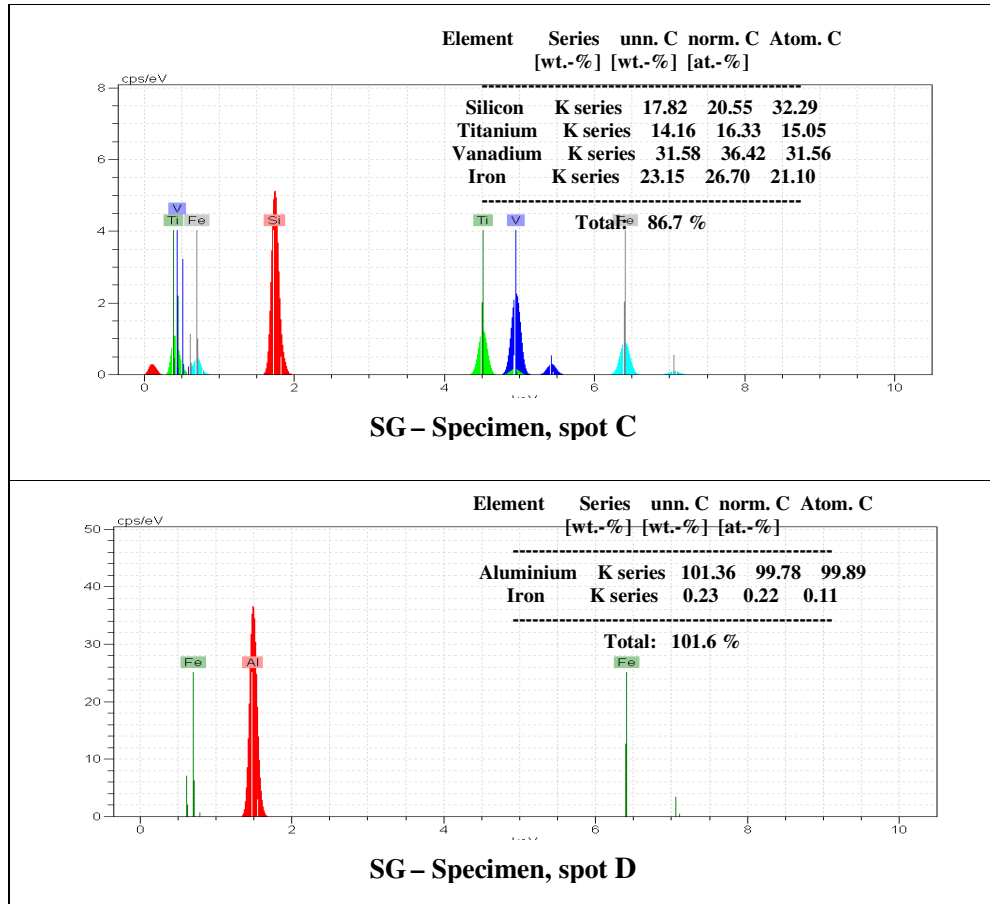 Element Series unn. C norm. C Atom. C
[wt.-%] [wt.-%] [at.-%]
-------------------------------------------------
Silicon K series 17.82 20.55 32.29
Titanium K series 14.16 16.33 15.05
Vanadium K series 31.58 36.42 31.56
Iron K series 23.15 26.70 21.10
-------------------------------------------------
Total: 86.7 %
cps/eV
8
6
4
2
0
V
Ti Fe Si Ti V Fe
0 2 4 6 8 10
SG – Specimen, spot C
Element Series unn. C norm. C Atom. C
[wt.-%] [wt.-%] [at.-%]
-------------------------------------------------
Aluminium K series 101.36 99.78 99.89
Iron K series 0.23 0.22 0.11
-------------------------------------------------
Total: 101.6 %
cps/eV
50
40
30
20
10
0
Fe Al Fe
0 2 4 6 8 10
SG – Specimen, spot D